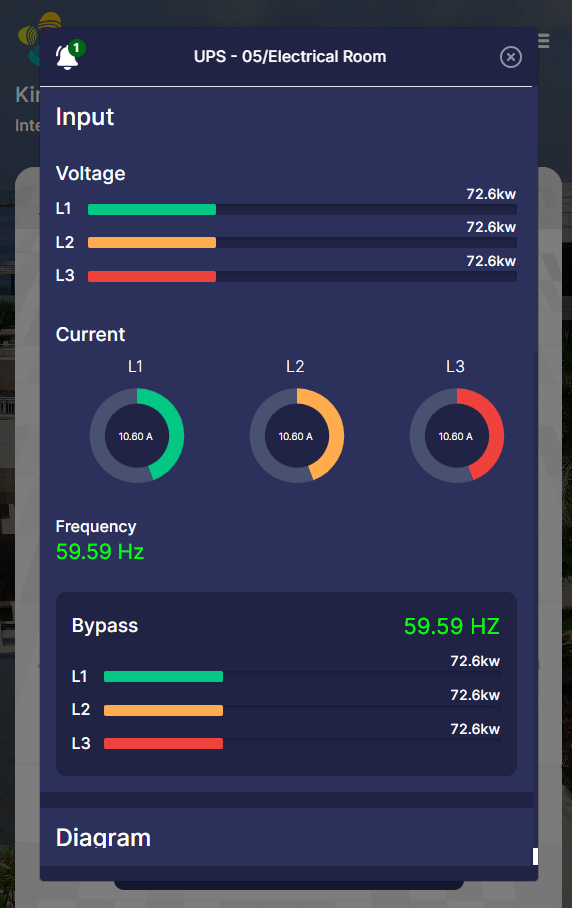 1
UPS - 05/Electrical Room
Kin
Inte
Input
Voltage
72.6kw
L1
72.6kw
L2
72.6kw
L3
Current
L1 L2 L3
10.60 A 10.60 A 10.60 A
Frequency
59.59 Hz
Bypass 59.59 HZ
72.6kw
L1
72.6kw
L2
72.6kw
L3
Diagram